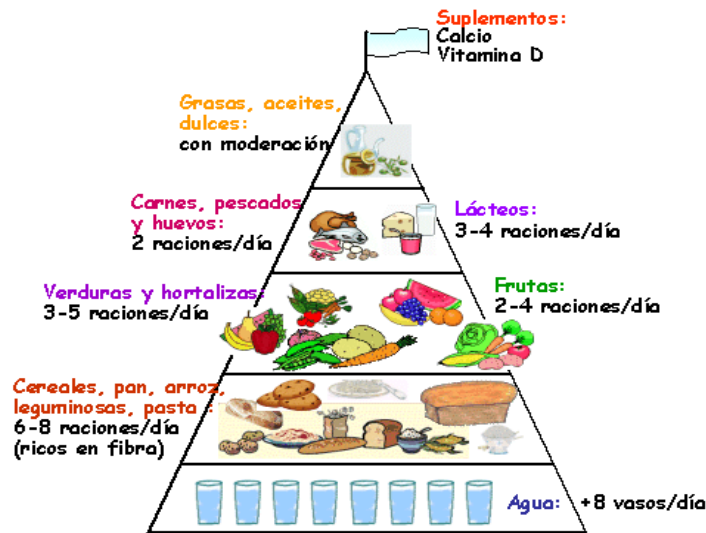 Suplementos:
Calcio
Vitamina D
Grasas, aceites,
dulces:
con moderación
Carnes, pescados
y huevos:
2 raciones/día
Lácteos:
3-4 raciones/día
Verduras y hortalizas:
3-5 raciones/día
Frutas:
2-4 raciones/día
Cereales, pan, arroz,
leguminosas, pasta :
6-8 raciones/día
(ricos en fibra)
Agua: +8 vasos/día